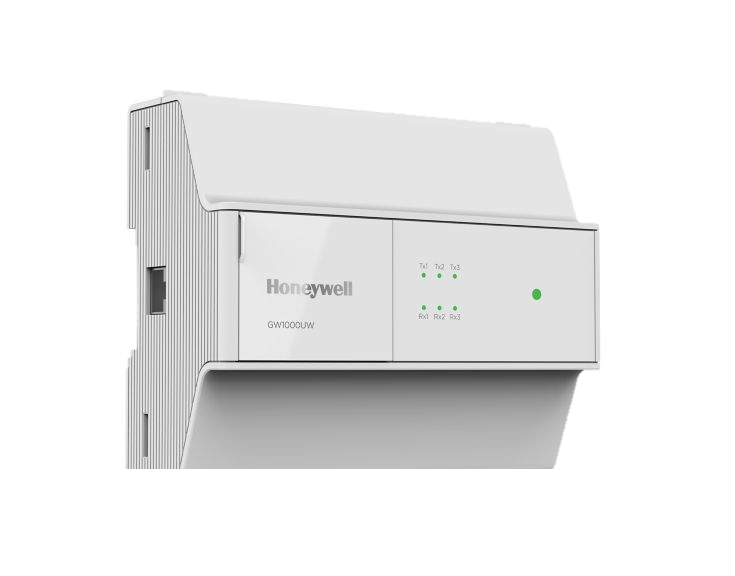 Tx1 Tx2 Tx3
Honeywell
Rx1 Rx2 Rx3
GW1000UW